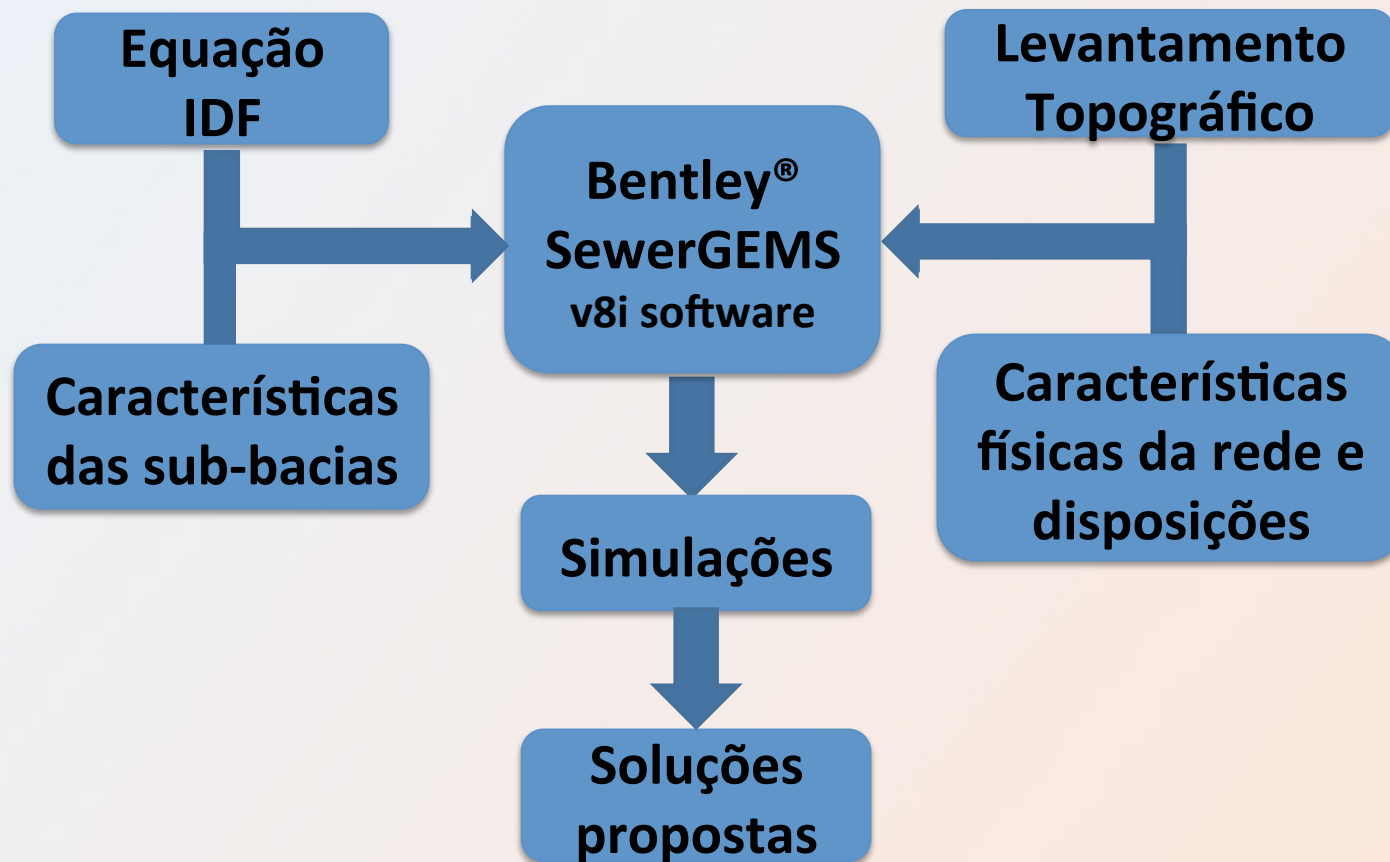 Equação
IDF
Levantamento
Topográfico
Bentley®
SewerGEMS
v8i software
Características
das sub-bacias
Características
físicas da rede e
disposições
Simulações
Soluções
propostas